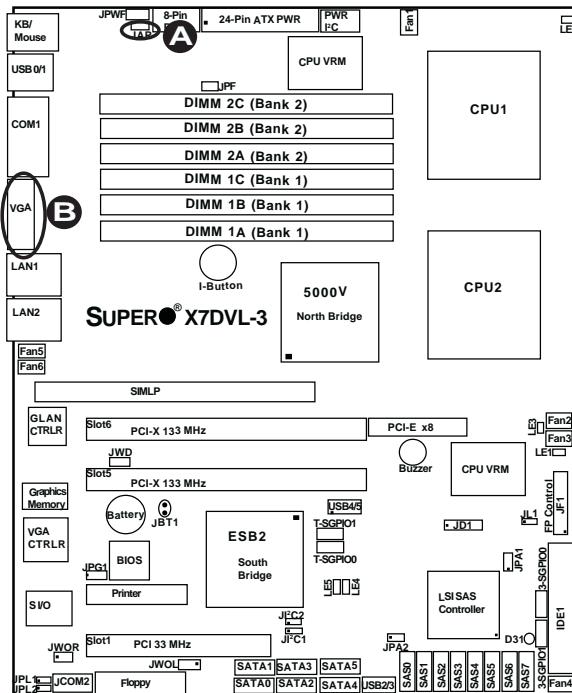 JPWF
8-Pin
24-Pin ATX PWR
PWR
I²C
Fan1
LE
KB/
Mouse
JAR
A
CPU VRM
USB 0/1
JPF
DIMM 2C (Bank 2)
CPU1
COM1
DIMM 2B (Bank 2)
DIMM 2A (Bank 2)
DIMM 1C (Bank 1)
VGA
B
DIMM 1B (Bank 1)
DIMM 1A (Bank 1)
LAN1
I-Button
5000V
North Bridge
CPU2
LAN2
SUPER ® X7DVL-3
Fan5
Fan6
SIMLP
GLAN
CTRLR
Slot6
PCI-X 133 MHz
PCI-E x8
LE3
Fan2
Fan3
JWD
Buzzer
CPU VRM
LE1
Slot5
PCI-X 133 MHz
Graphics
Memory
Battery
JBT1
USB4/5
T-SGPIO1
T-SGPIO0
FP Control
JF1
JL1
JD1
VGA
CTRLR
ESB2
South
Bridge
BIOS
JPG1
Printer
LE5
LE4
JPA1
3-SGPIO0
IDE1
LSI SAS
Controller
S I/O
JI²C2
JI²C1
D31
JPA2
Slot1
PCI 33 MHz
JWOR
JWOL
SATA1
SATA3
SATA5
SAS0
SAS1
SAS2
SAS3
SAS4
SAS5
SAS6
SAS7
3-SGPIO1
JPL1
JPL2
JCOM2
Floppy
SATA0
SATA2
SATA4
USB2/3
Fan4